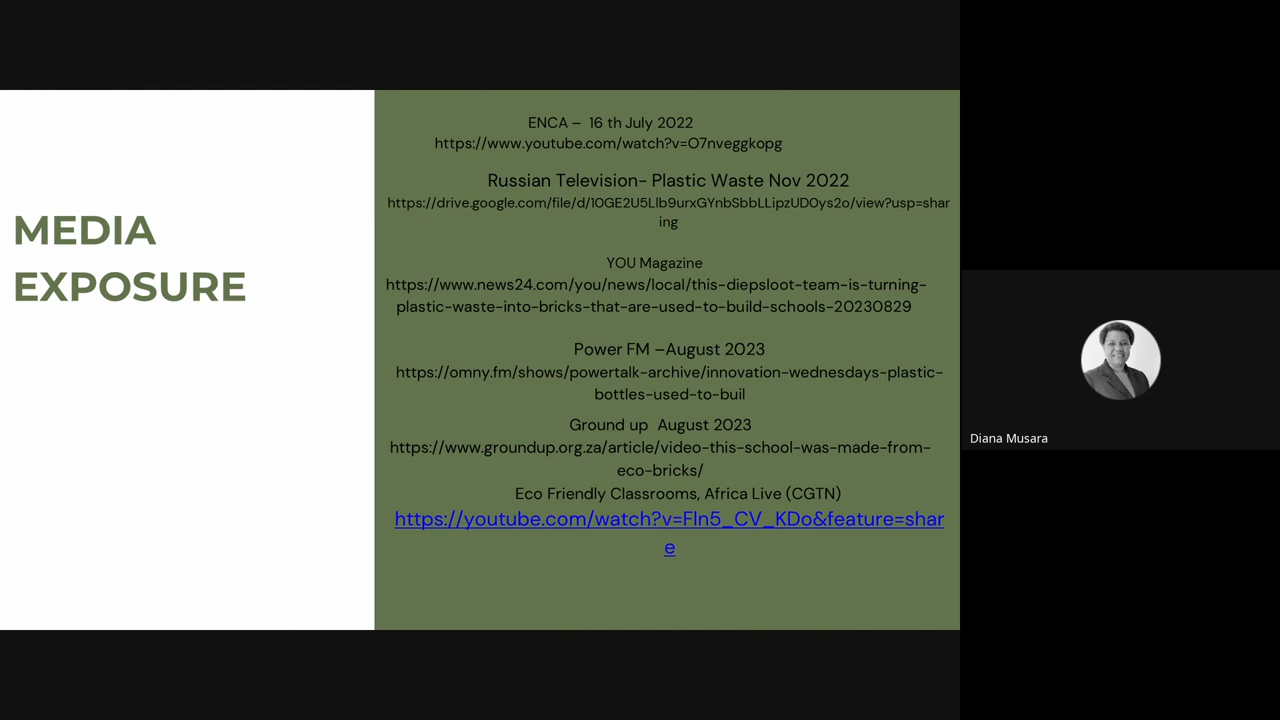 MEDIA
EXPOSURE
ENCA – 16 th July 2022
https://www.youtube.com/watch?v=O7nveggkopg
Russian Television- Plastic Waste Nov 2022
https://drive.google.com/file/d/1OGE2U5LIb9urxGYnbSbbLLipzUD0ys2o/view?usp=shar
ing
YOU Magazine
https://www.news24.com/you/news/local/this-diepsloot-team-is-turning-
plastic-waste-into-bricks-that-are-used-to-build-schools-20230829
Power FM –August 2023
https://omny.fm/shows/powertalk-archive/innovation-wednesdays-plastic-
bottles-used-to-buil
Ground up August 2023
https://www.groundup.org.za/article/video-this-school-was-made-from-
eco-bricks/
Eco Friendly Classrooms, Africa Live (CGTN)
https://youtube.com/watch?v=Fln5_CV_KDo&feature=shar
e
Diana Musara